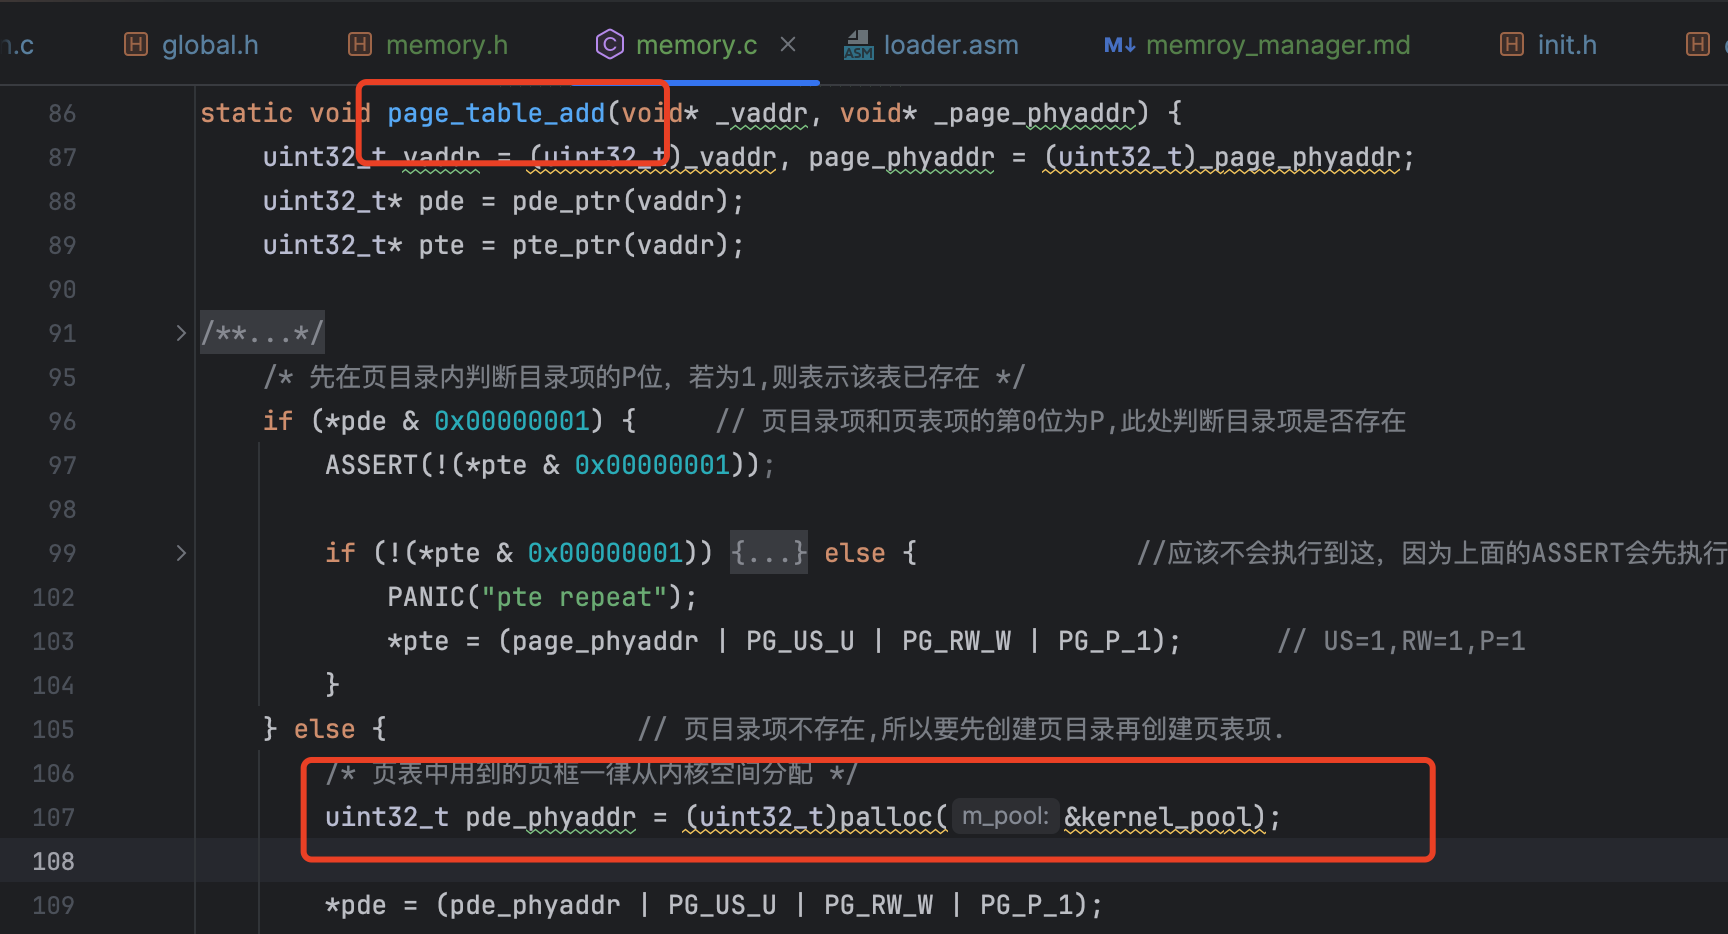 .c global.h memory.h memory.c loader.asm memroy_manager.md init.h
86 static void page_table_add(void* _vaddr, void* _page_phyaddr) {
87 uint32_t vaddr = (uint32_t)_vaddr, page_phyaddr = (uint32_t)_page_phyaddr;
88 uint32_t* pde = pde_ptr(vaddr);
89 uint32_t* pte = pte_ptr(vaddr);
90
91 /**...*/
95 /* 先在页目录内判断目录项的P位，若为1,则表示该表已存在 */
96 if (*pde & 0x00000001) { // 页目录项和页表项的第0位为P,此处判断目录项是否存在
97 ASSERT(!(*pte & 0x00000001));
98
99 if (!(*pte & 0x00000001)) {...} else { //应该不会执行到这，因为上面的ASSERT会先执行
102 PANIC("pte repeat");
103 *pte = (page_phyaddr | PG_US_U | PG_RW_W | PG_P_1); // US=1,RW=1,P=1
104 }
105 } else { // 页目录项不存在,所以要先创建页目录再创建页表项.
106 /* 页表中用到的页框一律从内核空间分配 */
107 uint32_t pde_phyaddr = (uint32_t)palloc( m_pool: &kernel_pool);
108
109 *pde = (pde_phyaddr | PG_US_U | PG_RW_W | PG_P_1);